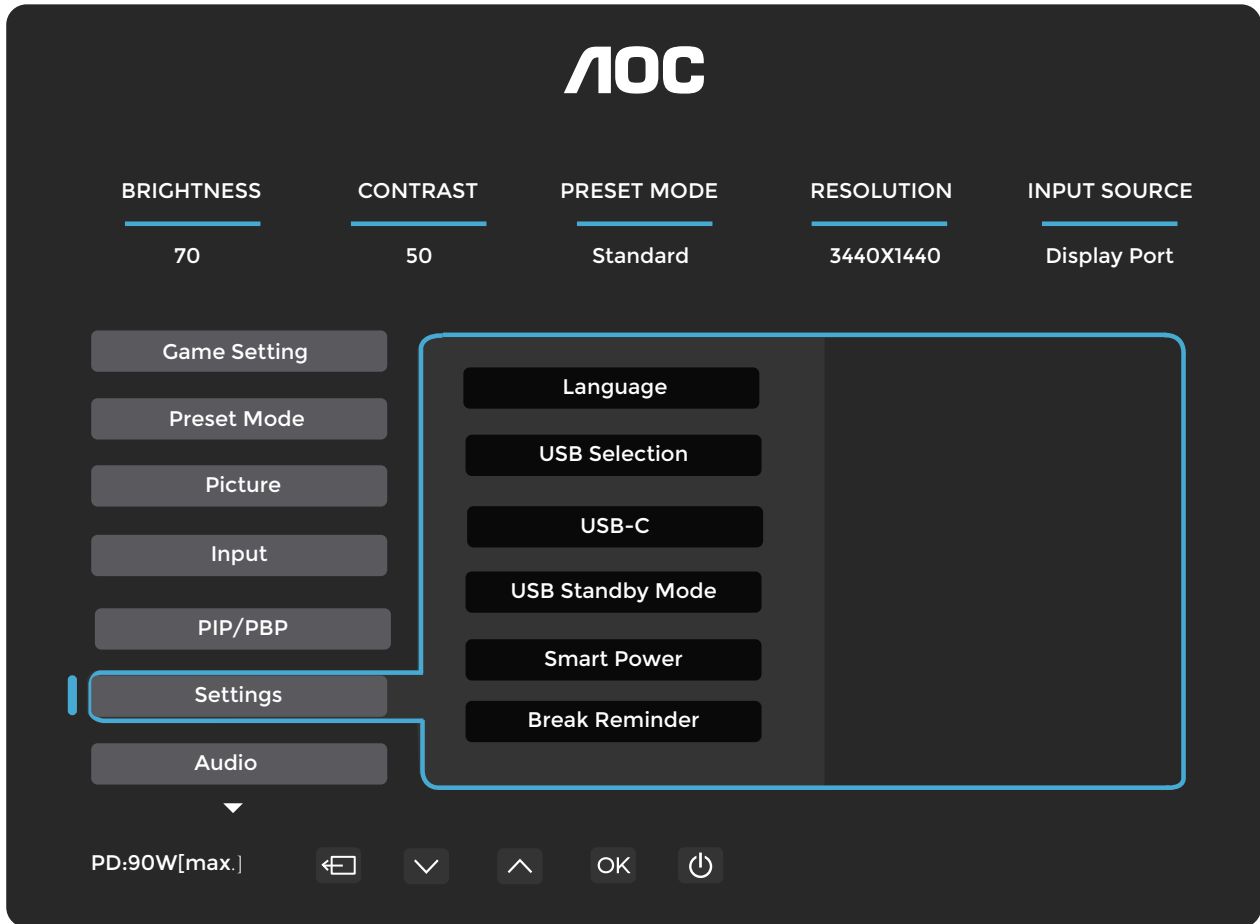 AOC
BRIGHTNESS CONTRAST PRESET MODE RESOLUTION INPUT SOURCE
70 50 Standard 3440X1440 Display Port
Game Setting
Preset Mode
Picture
Input
PIP/PBP
Settings
Audio
Language
USB Selection
USB-C
USB Standby Mode
Smart Power
Break Reminder
PD:90W[max.] OK